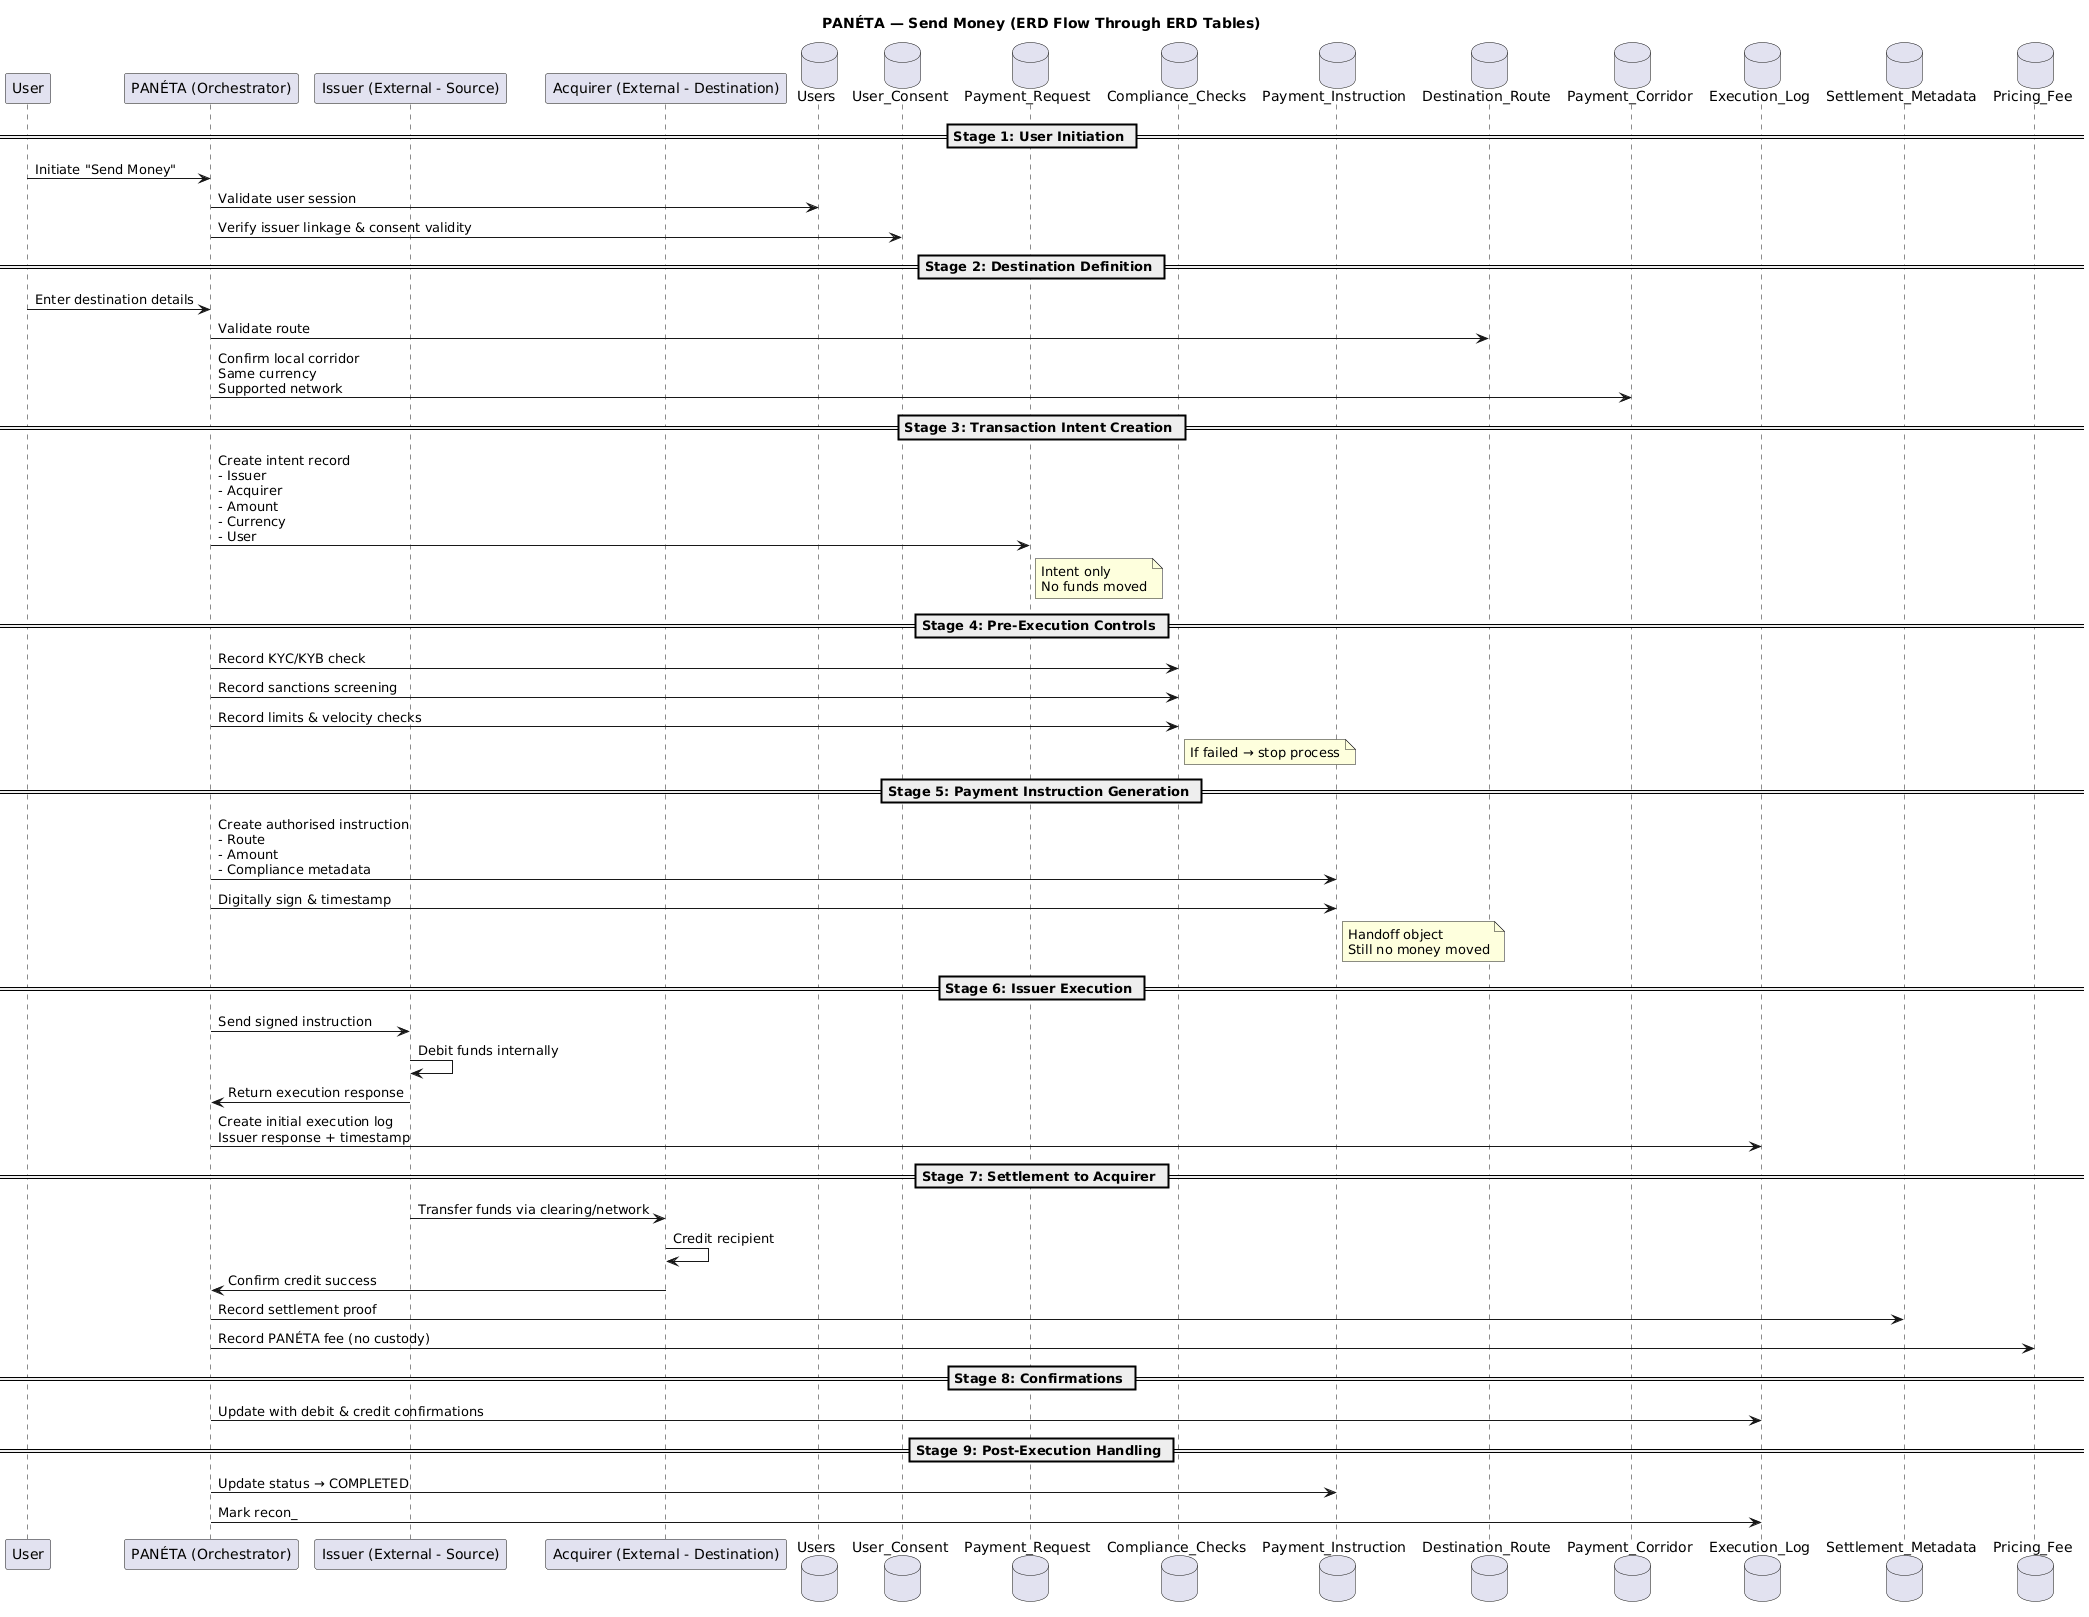 PANÉTA — Send Money (ERD Flow Through ERD Tables)
User
PANÉTA (Orchestrator)
Issuer (External - Source)
Acquirer (External - Destination)
Users
User_Consent
Payment_Request
Compliance_Checks
Payment_Instruction
Destination_Route
Payment_Corridor
Execution_Log
Settlement_Metadata
Pricing_Fee
Stage 1: User Initiation
Initiate "Send Money"
Validate user session
Verify issuer linkage & consent validity
Stage 2: Destination Definition
Enter destination details
Validate route
Confirm local corridor
Same currency
Supported network
Stage 3: Transaction Intent Creation
Create intent record
- Issuer
- Acquirer
- Amount
- Currency
- User
Intent only
No funds moved
Stage 4: Pre-Execution Controls
Record KYC/KYB check
Record sanctions screening
Record limits & velocity checks
If failed → stop process
Stage 5: Payment Instruction Generation
Create authorised instruction
- Route
- Amount
- Compliance metadata
Digitally sign & timestamp
Handoff object
Still no money moved
Stage 6: Issuer Execution
Send signed instruction
Debit funds internally
Return execution response
Create initial execution log
Issuer response + timestamp
Stage 7: Settlement to Acquirer
Transfer funds via clearing/network
Credit recipient
Confirm credit success
Record settlement proof
Record PANÉTA fee (no custody)
Stage 8: Confirmations
Update with debit & credit confirmations
Stage 9: Post-Execution Handling
Update status → COMPLETED
Mark recon_
User
PANÉTA (Orchestrator)
Issuer (External - Source)
Acquirer (External - Destination)
Users
User_Consent
Payment_Request
Compliance_Checks
Payment_Instruction
Destination_Route
Payment_Corridor
Execution_Log
Settlement_Metadata
Pricing_Fee